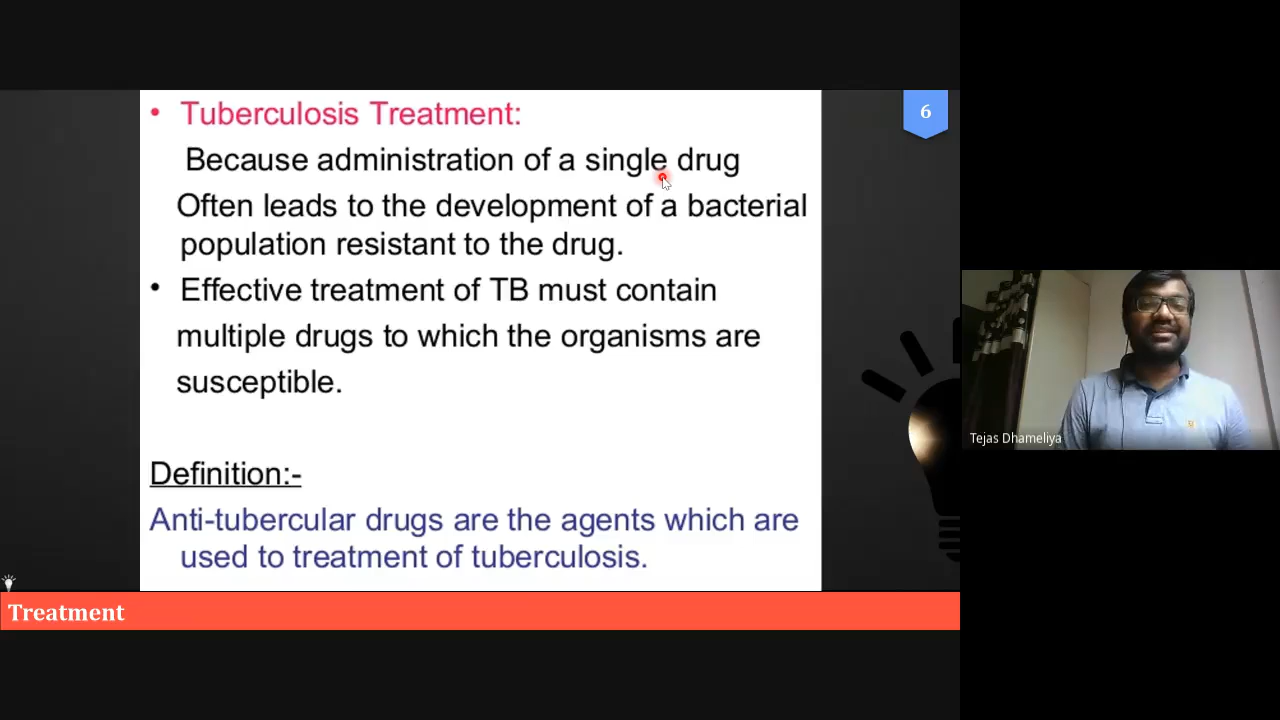 • Tuberculosis Treatment:
Because administration of a single drug
Often leads to the development of a bacterial
population resistant to the drug.
• Effective treatment of TB must contain
multiple drugs to which the organisms are
susceptible.
Definition:-
Anti-tubercular drugs are the agents which are
used to treatment of tuberculosis.
6
Treatment
Tejas Dhameliya